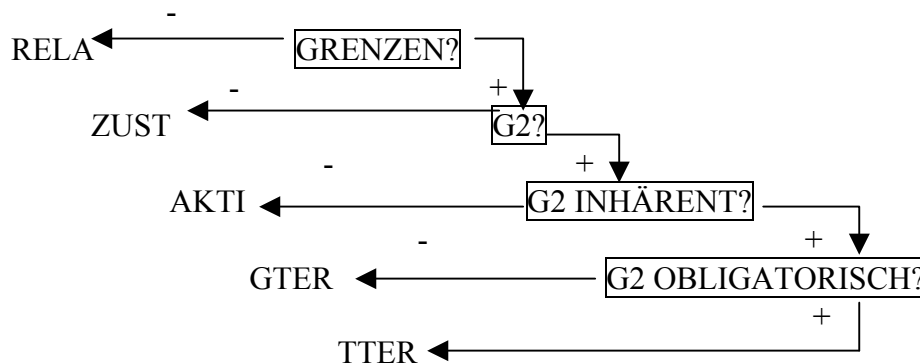 -
RELA GRENZEN?
- +
ZUST G2?
- +
AKTI G2 INHÄRENT?
- +
GTER G2 OBLIGATORISCH?
+
TTER